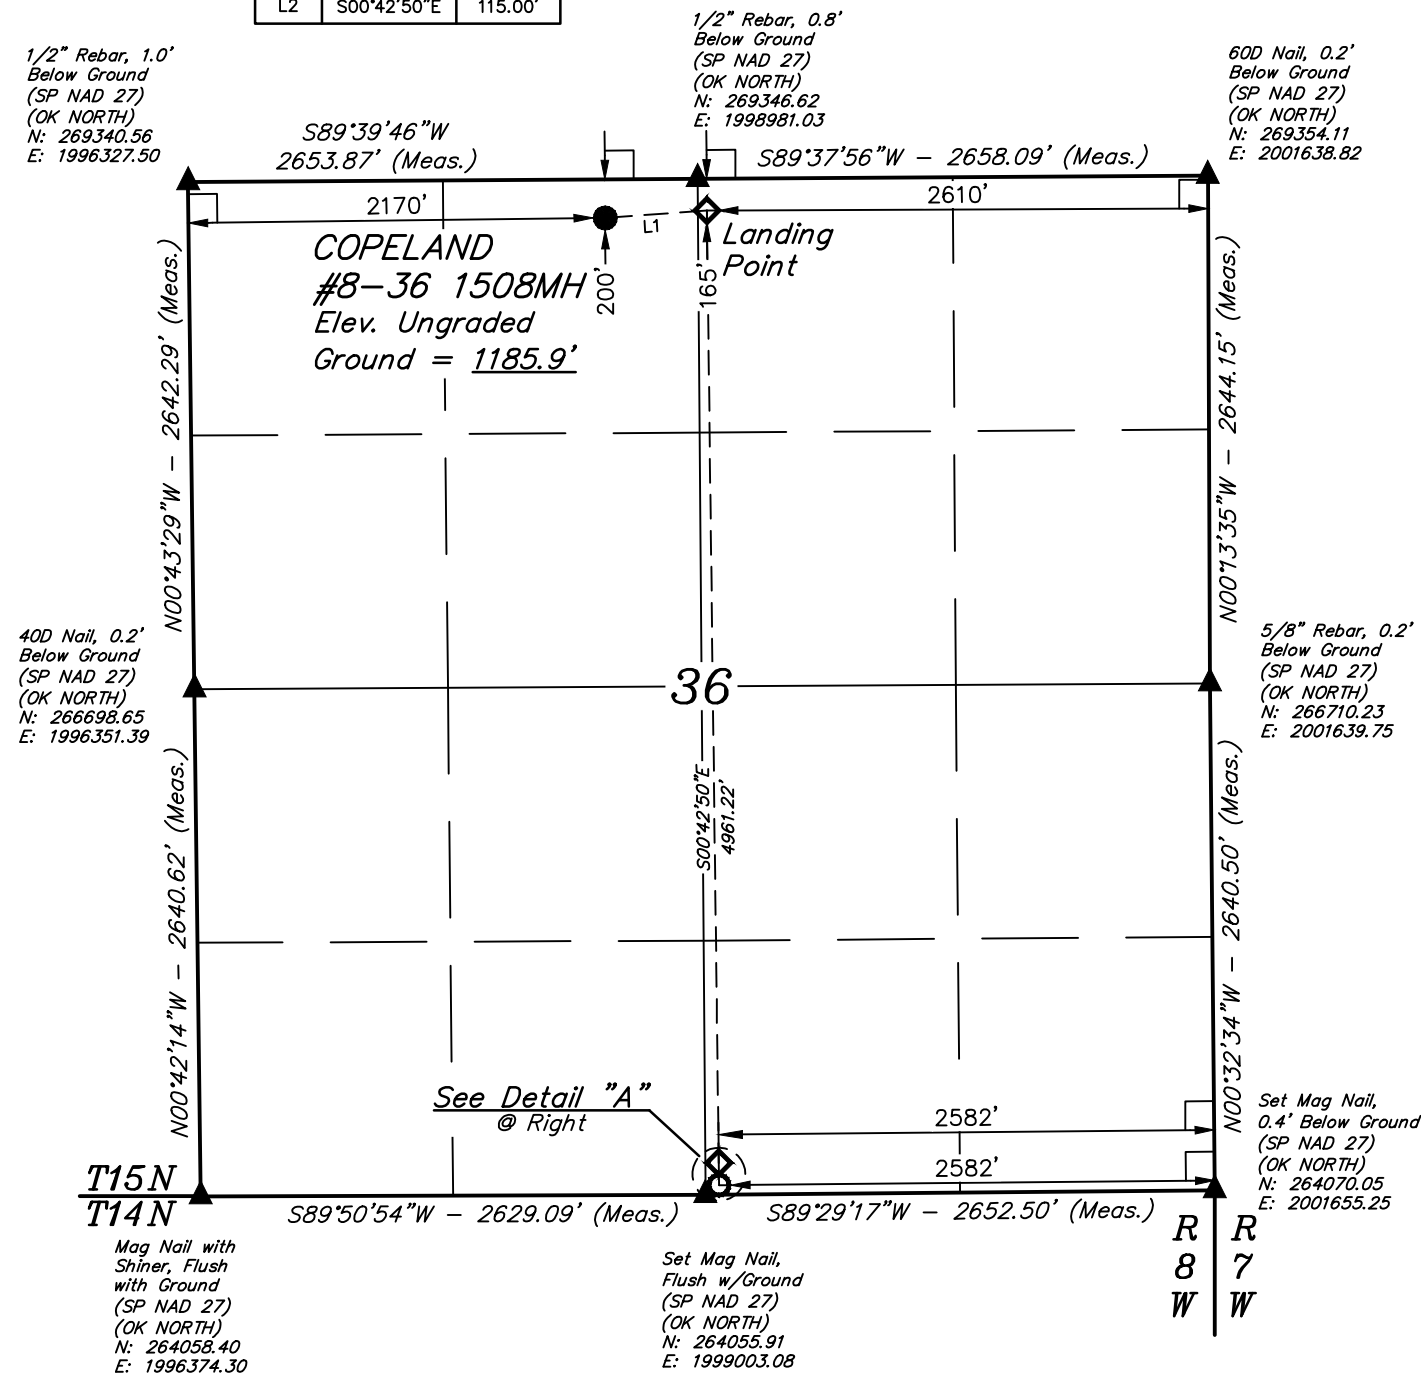 L2 S00°42'50"E 115.00'
1/2" Rebar, 1.0'
Below Ground
(SP NAD 27)
(OK NORTH)
N: 269340.56
E: 1996327.50
1/2" Rebar, 0.8'
Below Ground
(SP NAD 27)
(OK NORTH)
N: 269346.62
E: 1998981.03
60D Nail, 0.2'
Below Ground
(SP NAD 27)
(OK NORTH)
N: 269354.11
E: 2001638.82
S89°39'46"W
2653.87' (Meas.)
S89°37'56"W - 2658.09' (Meas.)
2170'
L1
2610'
Landing
Point
COPELAND
#8-36 1508MH
Elev. Ungraded
Ground = 1185.9'
200'
165'
N00°43'29"W - 2642.29' (Meas.)
N00°13'35"W - 2644.15' (Meas.)
40D Nail, 0.2'
Below Ground
(SP NAD 27)
(OK NORTH)
N: 266698.65
E: 1996351.39
36
5/8" Rebar, 0.2'
Below Ground
(SP NAD 27)
(OK NORTH)
N: 266710.23
E: 2001639.75
S00°42'50"E
4961.22'
N00°42'14"W - 2640.62' (Meas.)
N00°32'34"W - 2640.50' (Meas.)
See Detail "A"
@ Right
2582'
2582'
Set Mag Nail,
0.4' Below Ground
(SP NAD 27)
(OK NORTH)
N: 264070.05
E: 2001655.25
T15N
T14N
S89°50'54"W - 2629.09' (Meas.)
S89°29'17"W - 2652.50' (Meas.)
Mag Nail with
Shiner, Flush
with Ground
(SP NAD 27)
(OK NORTH)
N: 264058.40
E: 1996374.30
Set Mag Nail,
Flush w/Ground
(SP NAD 27)
(OK NORTH)
N: 264055.91
E: 1999003.08
R R
8 7
W W